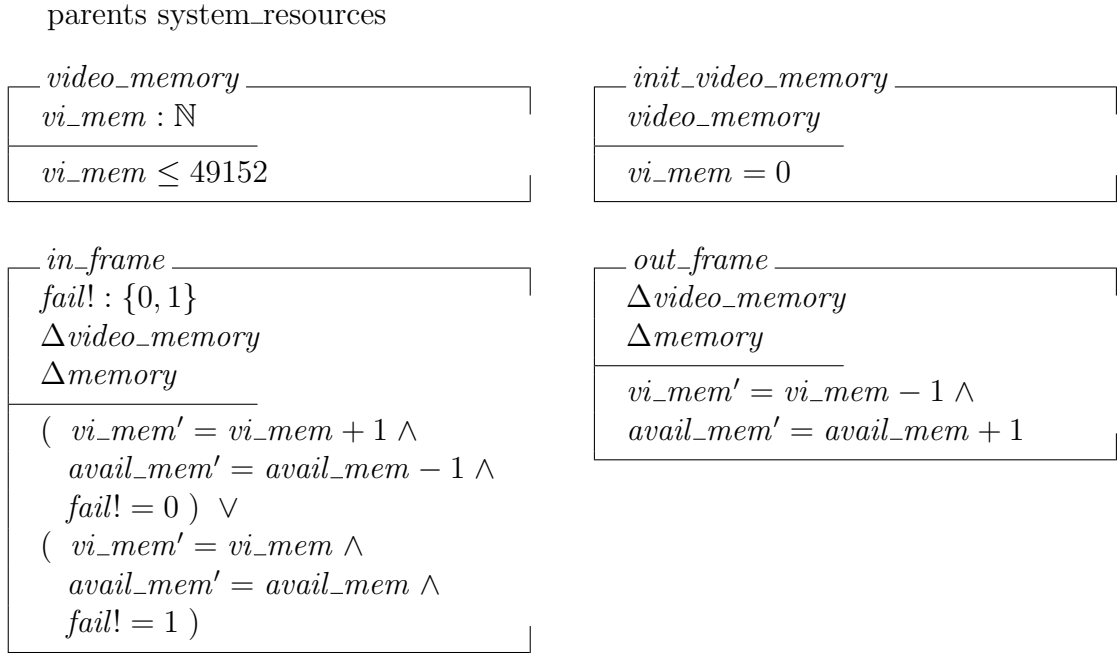 parents system_resources
video_memory
vi_mem : ℕ
vi_mem ≤ 49152
init_video_memory
video_memory
vi_mem = 0
in_frame
fail! : {0, 1}
Δvideo_memory
Δmemory
( vi_mem′ = vi_mem + 1 ∧
avail_mem′ = avail_mem − 1 ∧
fail! = 0 ) ∨
( vi_mem′ = vi_mem ∧
avail_mem′ = avail_mem ∧
fail! = 1 )
out_frame
Δvideo_memory
Δmemory
vi_mem′ = vi_mem − 1 ∧
avail_mem′ = avail_mem + 1